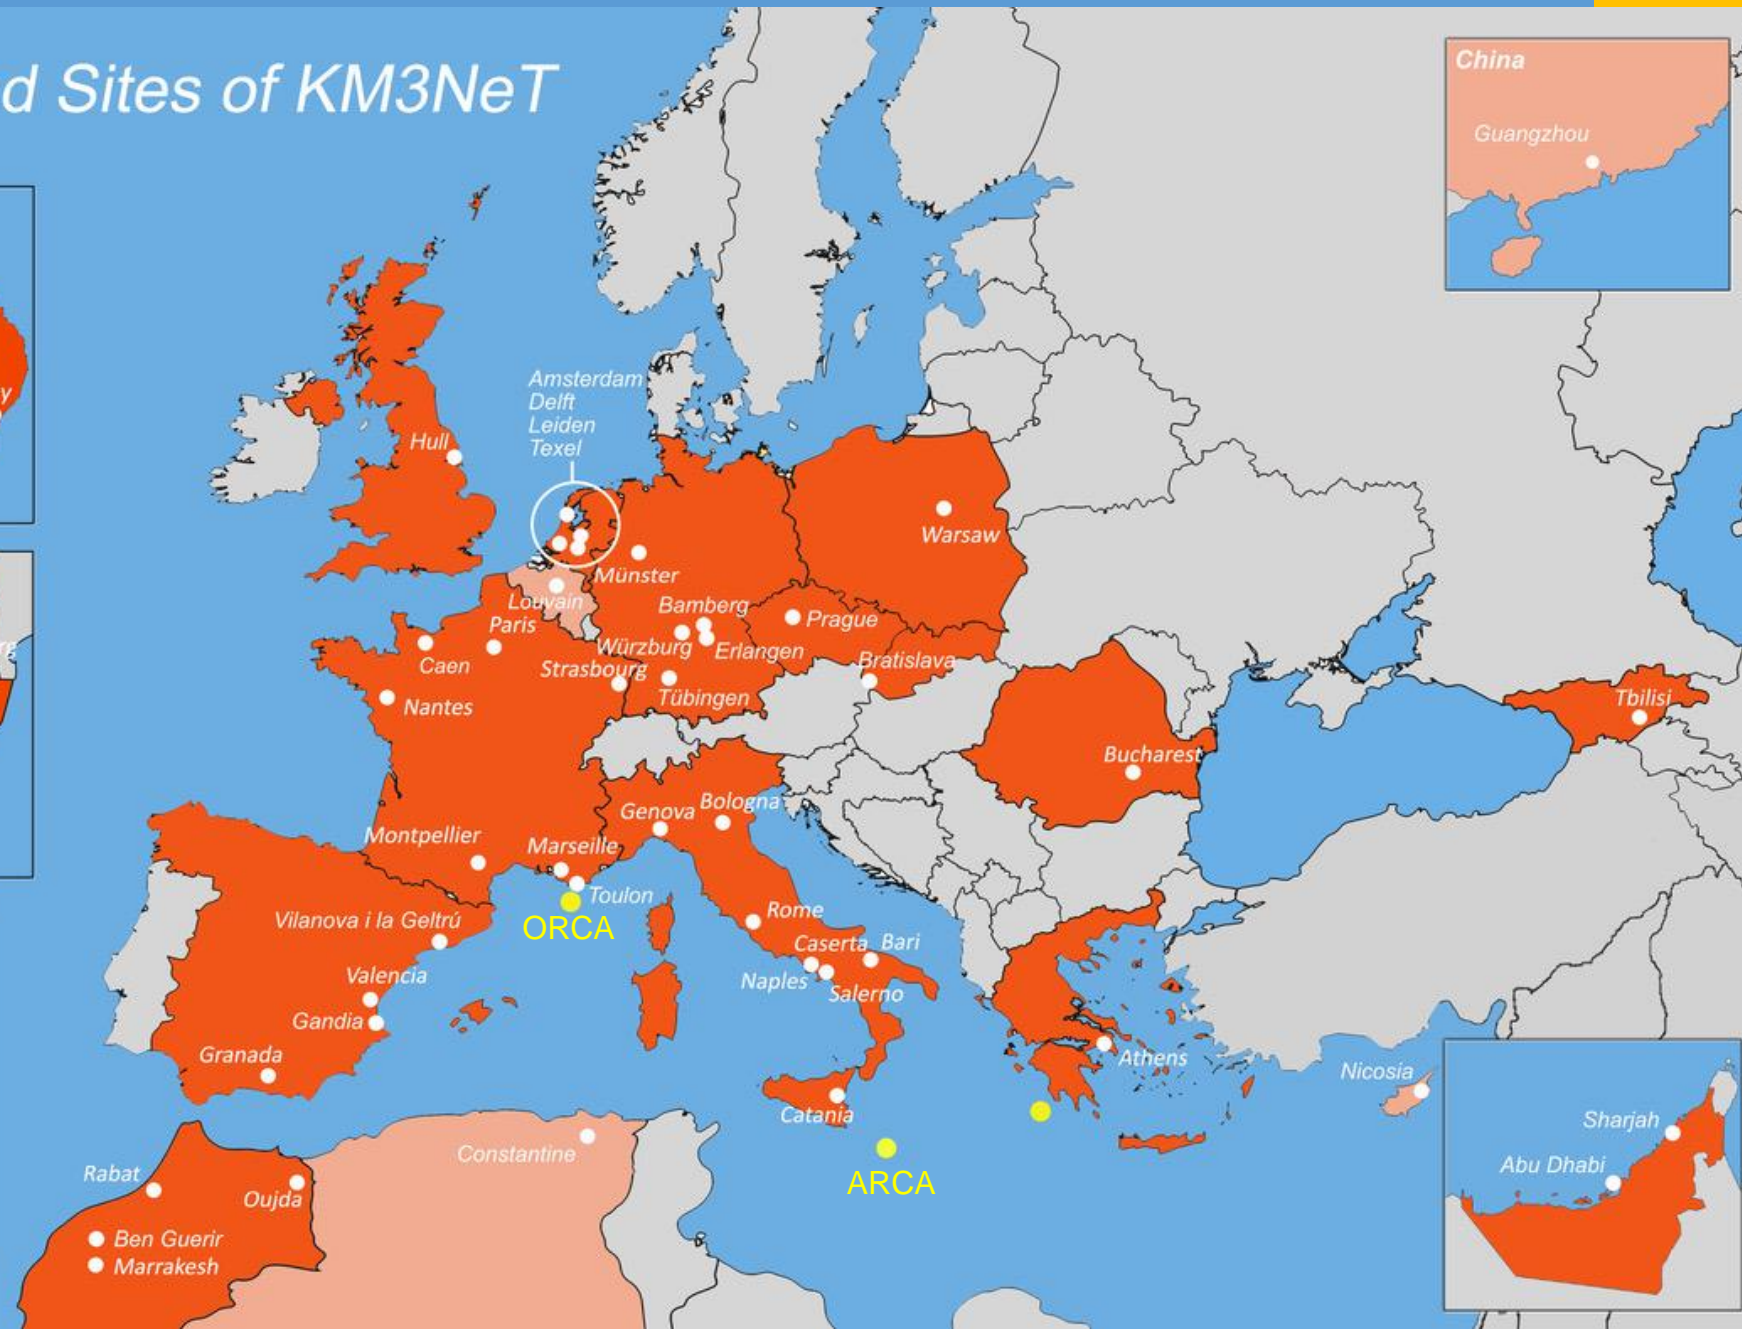 d Sites of KM3NeT
China
Guangzhou
y
Amsterdam
Delft
Leiden
Texel
Hull
Warsaw
Münster
Louvain
Bamberg
Prague
Paris
Würzburg
Erlangen
Caen
Strasbourg
Bratislava
Tübingen
Nantes
Tbilisi
Bucharest
Genova
Bologna
Montpellier
Marseille
Toulon
ORCA
Vilanova i la Geltrú
Rome
Caserta
Bari
Valencia
Naples
Salerno
Gandia
Granada
Athens
Nicosia
Catania
Sharjah
Constantine
Abu Dhabi
Rabat
ARCA
Oujda
Ben Guerir
Marrakesh